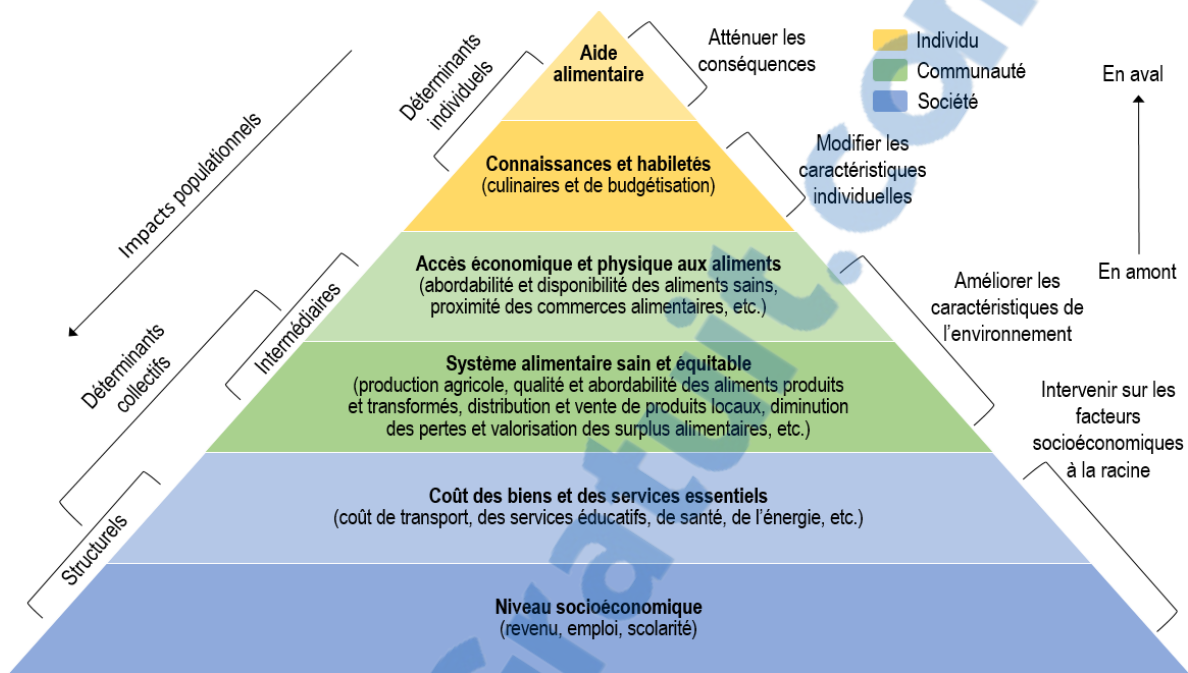 Aide
alimentaire
Connaissances et habiletés
(culinaires et de budgétisation)
Accès économique et physique aux aliments
(abordabilité et disponibilité des aliments sains,
proximité des commerces alimentaires, etc.)
Système alimentaire sain et équitable
(production agricole, qualité et abordabilité des aliments produits
et transformés, distribution et vente de produits locaux, diminution
des pertes et valorisation des surplus alimentaires, etc.)
Coût des biens et des services essentiels
(coût de transport, des services éducatifs, de santé, de l’énergie, etc.)
Niveau socioéconomique
(revenu, emploi, scolarité)
Impacts populationnels
Déterminants
individuels
Déterminants
collectifs
Intermédiaires
Structurels
Atténuer les
conséquences
Modifier les
caractéristiques
individuelles
Améliorer les
caractéristiques de
l’environnement
Intervenir sur les
facteurs
socioéconomiques
à la racine
Individu
Communauté
Société
En aval
En amont
ratuit.com